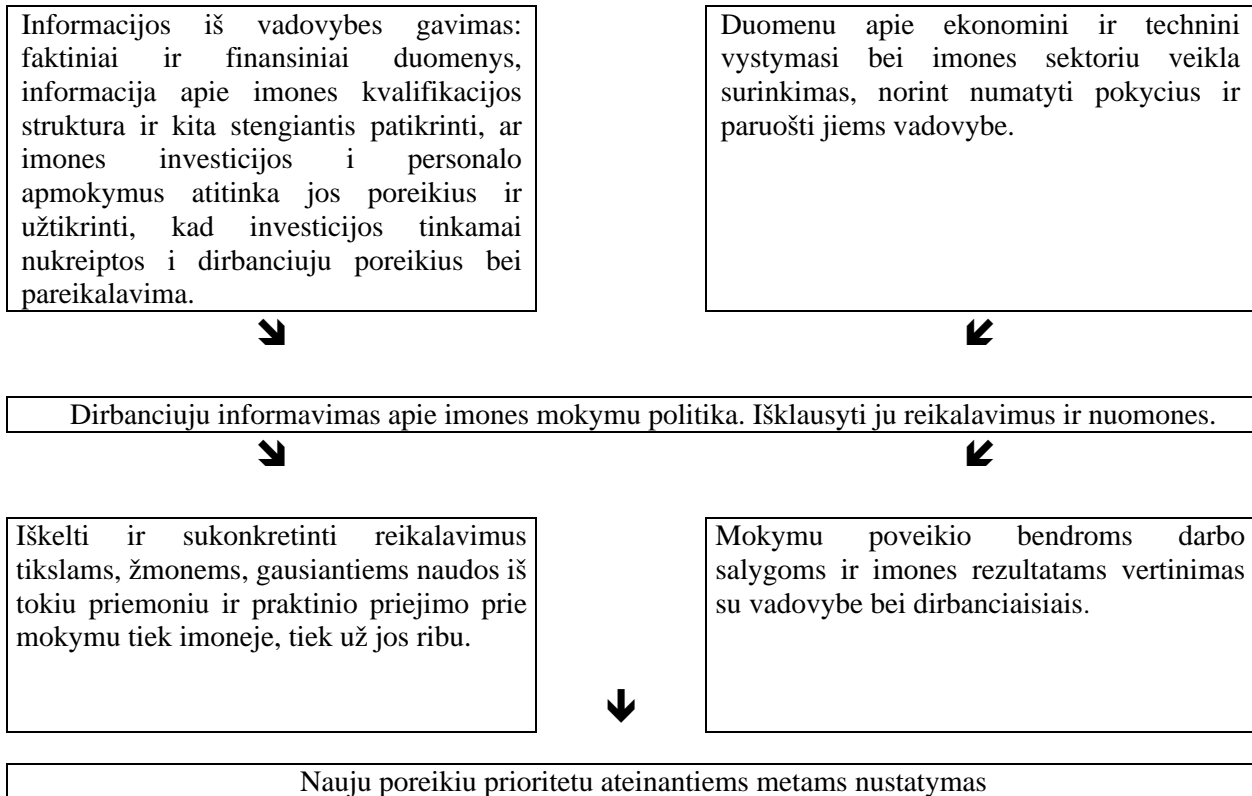 Informacijos iš vadovybes gavimas:
faktiniai ir finansiniai duomenys,
informacija apie imones kvalifikacijos
struktura ir kita stengiantis patikrinti, ar
imones investicijos i personalo
apmokymus atitinka jos poreikius ir
užtikrinti, kad investicijos tinkamai
nukreiptos i dirbanciuju poreikius bei
pareikalavima.
Duomenu apie ekonomini ir technini
vystymasi bei imones sektoriu veikla
surinkimas, norint numatyti pokycius ir
paruošti jiems vadovybe.
Dirbanciuju informavimas apie imones mokymu politika. Išklausyti ju reikalavimus ir nuomones.
Iškelti ir sukonkretinti reikalavimus
tikslams, žmonems, gausiantiems naudos iš
tokiu priemoniu ir praktinio priejimo prie
mokymu tiek imoneje, tiek už jos ribu.
Mokymu poveikio bendroms darbo
salygoms ir imones rezultatams vertinimas
su vadovybe bei dirbanciaisiais.
Nauju poreikiu prioritetu ateinantiems metams nustatymas